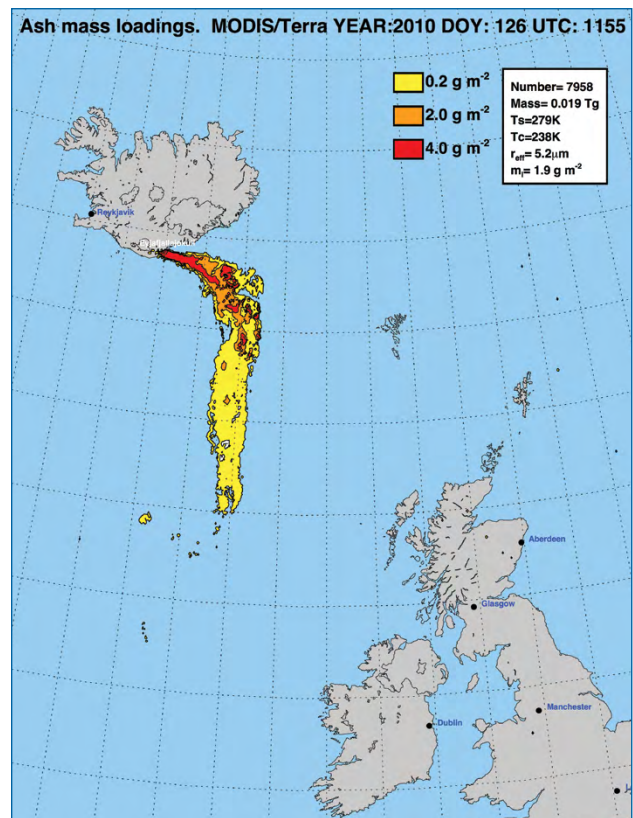 Ash mass loadings. MODIS/Terra YEAR:2010 DOY: 126 UTC: 1155
0.2 g m⁻²
2.0 g m⁻²
4.0 g m⁻²
Number= 7958
Mass= 0.019 Tg
Ts=279K
Tc=238K
r_eff= 5.2μm
m_l= 1.9 g m⁻²
Reykjavik
Aberdeen
Glasgow
Manchester
Dublin